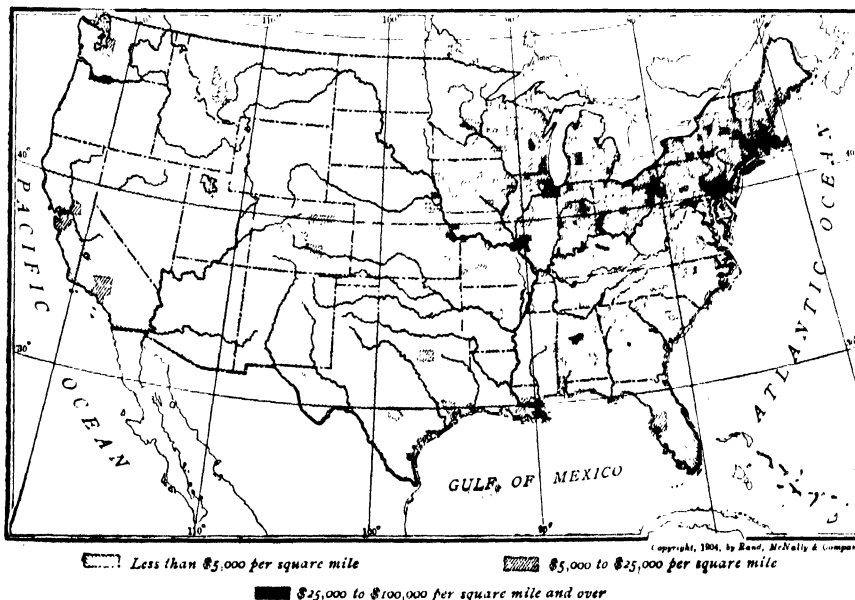 40°
30°
PACIFIC
OCEAN
ATLANTIC OCEAN
GULF OF MEXICO
110°
100°
90°
Copyright, 1904, by Rand, McNally & Company
Less than $5,000 per square mile
$5,000 to $25,000 per square mile
$25,000 to $100,000 per square mile and over